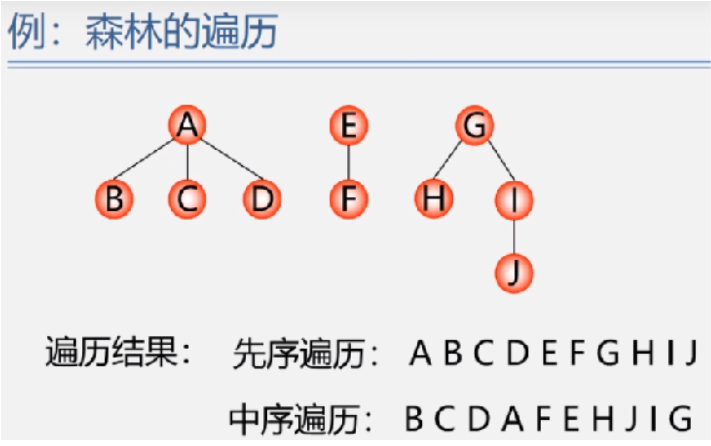 例：森林的遍历
A E G
B C D F H I
J
遍历结果： 先序遍历： A B C D E F G H I J
中序遍历： B C D A F E H J I G